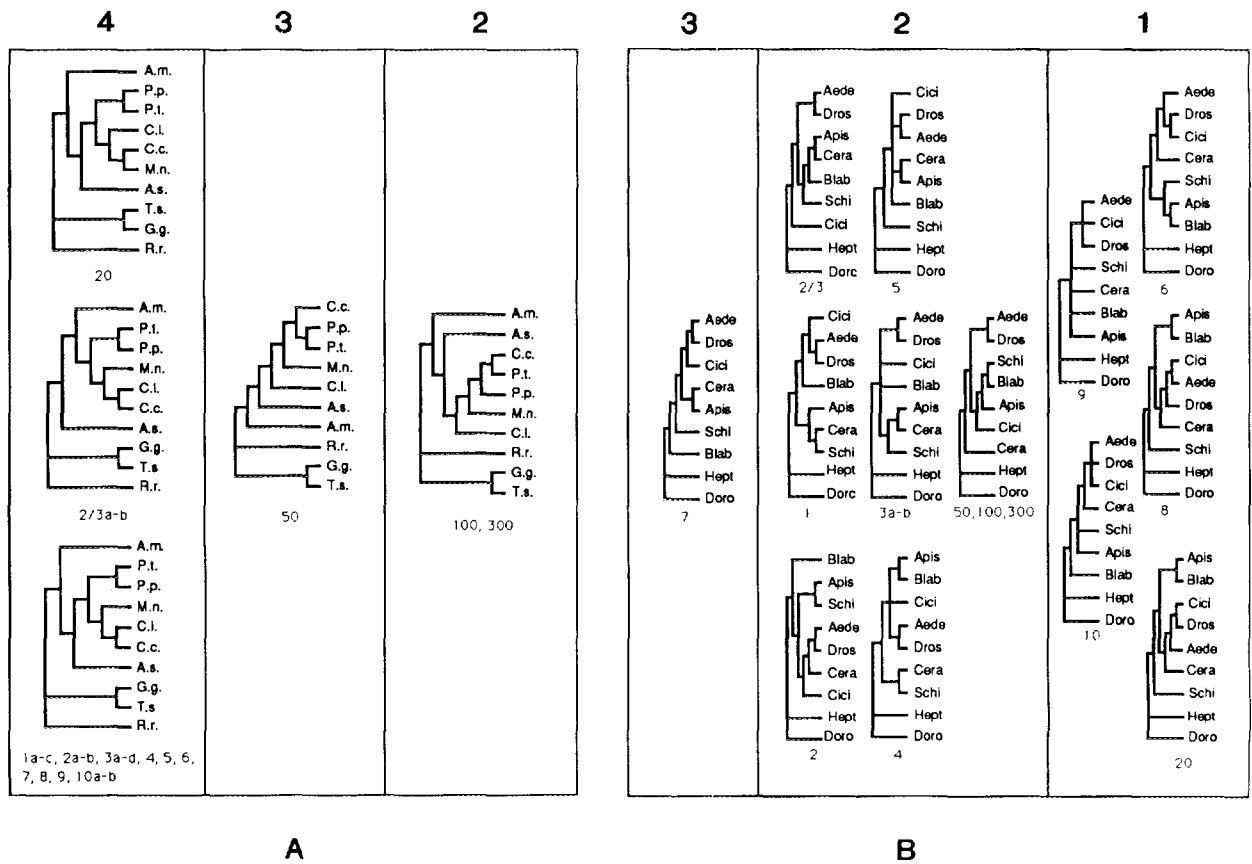 4
3
2
A.m.
P.p.
P.t.
C.l.
C.c.
M.n.
A.s.
T.s.
G.g.
R.r.
20
A.m.
P.t.
P.p.
M.n.
C.l.
C.c.
A.s.
G.g.
T.s
R.r.
2/3a-b
A.m.
P.t.
P.p.
M.n.
C.l.
C.c.
A.s.
G.g.
T.s
R.r.
1a-c, 2a-b, 3a-d, 4, 5, 6,
7, 8, 9, 10a-b
C.c.
P.p.
P.t.
M.n.
C.l.
A.s.
A.m.
R.r.
G.g.
T.s.
50
A.m.
A.s.
C.c.
P.t.
P.p.
M.n.
C.l.
R.r.
G.g.
T.s.
100, 300
A
3
2
1
Aede
Dros
Cici
Cera
Apis
Schi
Blab
Hept
Doro
7
Aede
Dros
Apis
Cera
Blab
Schi
Cici
Hept
Dorc
2/3
Cici
Dros
Aede
Cera
Apis
Blab
Schi
Hept
Doro
5
Cici
Aede
Dros
Blab
Apis
Cera
Schi
Hept
Dorc
1
Aede
Dros
Cici
Blab
Apis
Cera
Schi
Hept
Doro
3a-b
Aede
Dros
Schi
Blab
Apis
Cici
Cera
Hept
Doro
50,100,300
Blab
Apis
Schi
Aede
Dros
Cera
Cici
Hept
Doro
2
Apis
Blab
Cici
Aede
Dros
Cera
Schi
Hept
Doro
4
Aede
Cici
Dros
Schi
Cera
Blab
Apis
Hept
Doro
9
Aede
Dros
Cici
Cera
Schi
Apis
Blab
Hept
Doro
10
Aede
Dros
Cici
Cera
Schi
Apis
Blab
Hept
Doro
6
Apis
Blab
Cici
Aede
Dros
Cera
Schi
Hept
Doro
8
Apis
Blab
Cici
Dros
Aede
Cera
Schi
Hept
Doro
20
B